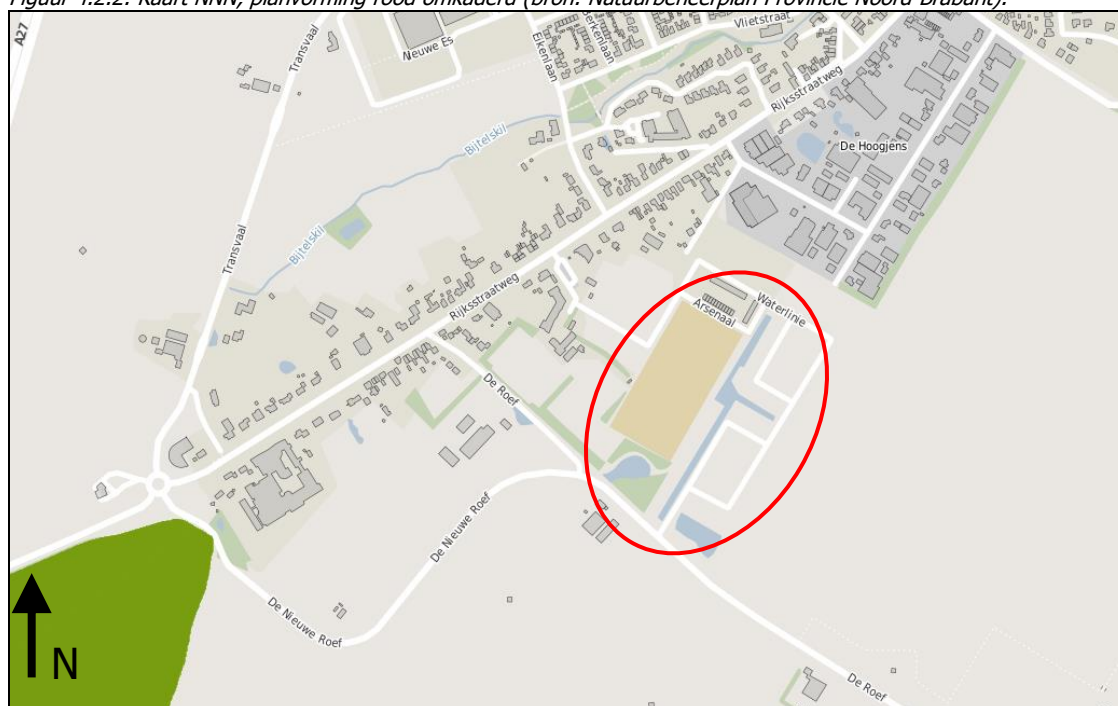 Figuur 4.2.2: Kaart NNN, planvorming rood omkaderd (bron: Natuurbeheerplan Provincie Noord-Brabant).
A27
Transvaal
Nieuwe Es
Eikenlaan
Berkenlaan
Vlietstraat
Rijksstraatweg
Bijtelskil
De Hoogjens
Transvaal
Bijtelskil
Rijksstraatweg
Waterlinie
Arsenaal
De Roef
De Nieuwe Roef
De Nieuwe Roef
N
De Roef